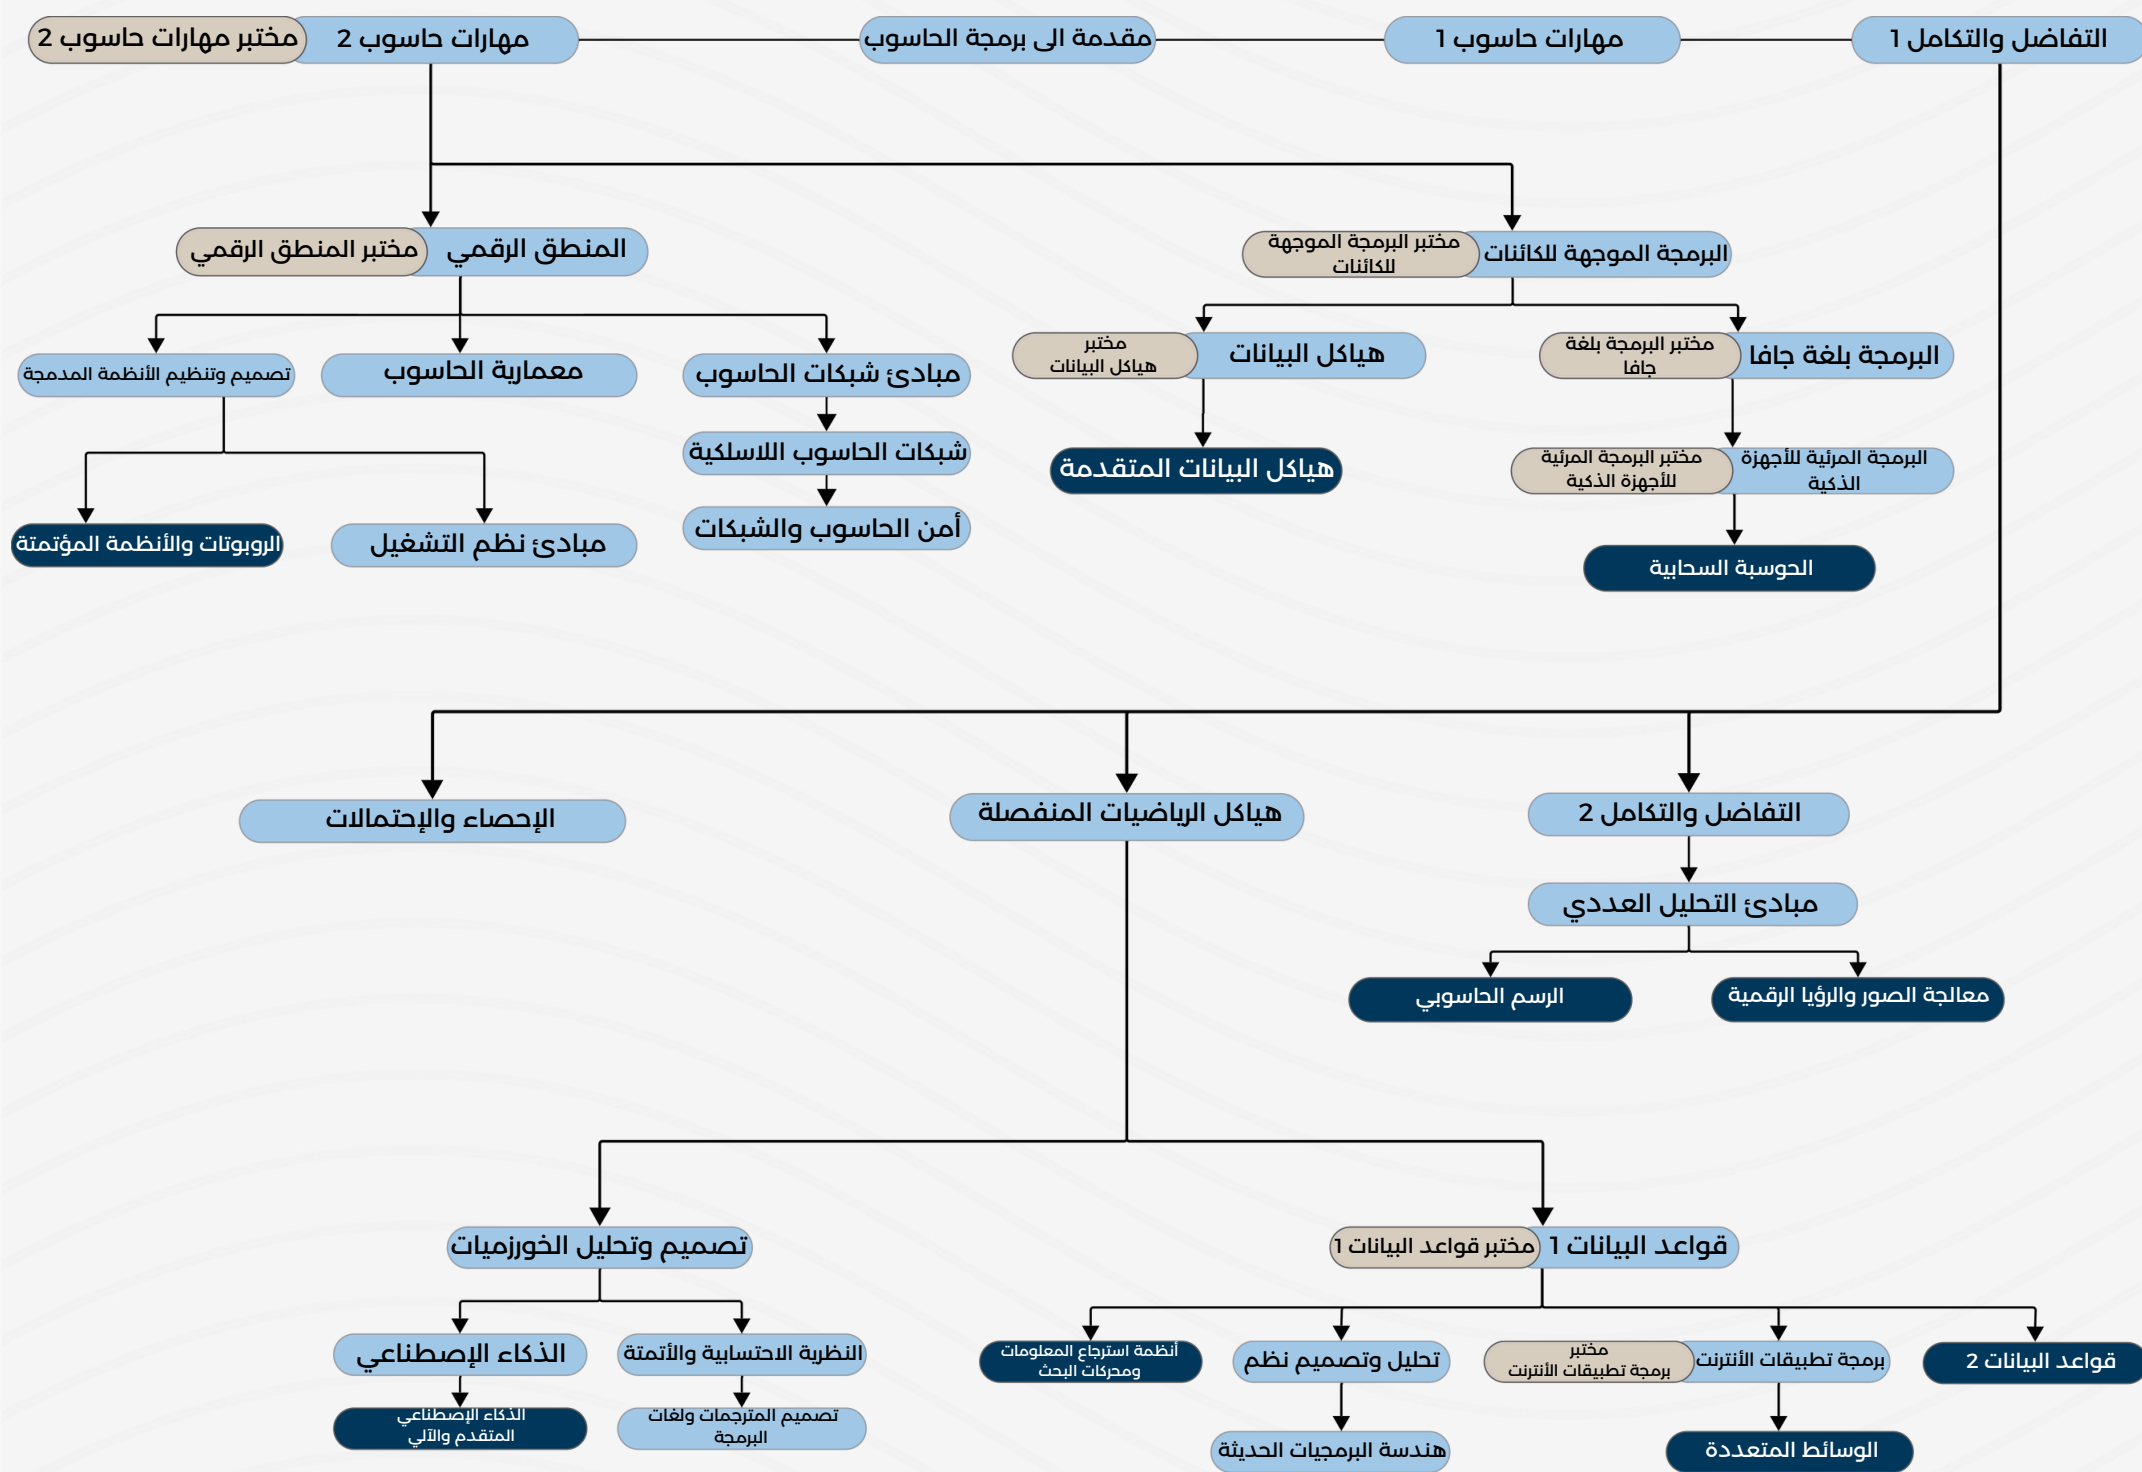 التفاضل والتكامل 1
مهارات حاسوب 1
مقدمة الى برمجة الحاسوب
مهارات حاسوب 2
مختبر مهارات حاسوب 2
البرمجة الموجهة للكائنات
مختبر البرمجة الموجهة
للكائنات
المنطق الرقمي
مختبر المنطق الرقمي
البرمجة بلغة جافا
مختبر البرمجة بلغة
جافا
هياكل البيانات
مختبر
هياكل البيانات
مبادئ شبكات الحاسوب
معمارية الحاسوب
تصميم وتنظيم الأنظمة المدمجة
البرمجة المرئية للأجهزة
الذكية
مختبر البرمجة المرئية
للأجهزة الذكية
هياكل البيانات المتقدمة
شبكات الحاسوب اللاسلكية
الحوسبة السحابية
أمن الحاسوب والشبكات
مبادئ نظم التشغيل
الروبوتات والأنظمة المؤتمتة
التفاضل والتكامل 2
هياكل الرياضيات المنفصلة
الإحصاء والإحتمالات
مبادئ التحليل العددي
معالجة الصور والرؤيا الرقمية
الرسم الحاسوبي
قواعد البيانات 1
مختبر قواعد البيانات 1
تصميم وتحليل الخورزميات
قواعد البيانات 2
برمجة تطبيقات الأنترنت
مختبر
برمجة تطبيقات الأنترنت
تحليل وتصميم نظم
أنظمة استرجاع المعلومات
ومحركات البحث
النظرية الاحتسابية والأتمتة
الذكاء الإصطناعي
الوسائط المتعددة
هندسة البرمجيات الحديثة
تصميم المترجمات ولغات
البرمجة
الذكاء الإصطناعي
المتقدم والآلي